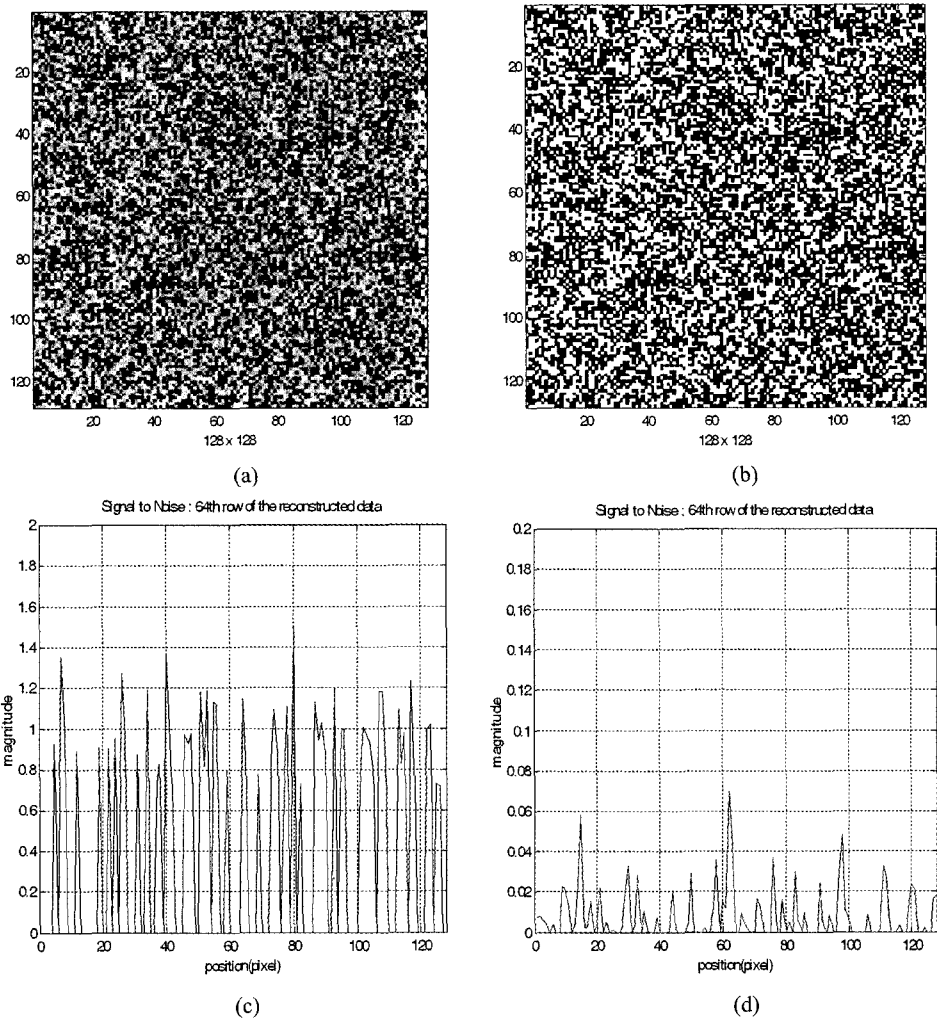 20
40
60
80
100
120
20 40 60 80 100 120
128 x 128
(a)
20
40
60
80
100
120
20 40 60 80 100 120
128 x 128
(b)
Signal to Noise : 64th row of the reconstructed data
2
1.8
1.6
1.4
1.2
1
0.8
0.6
0.4
0.2
0
magnitude
0 20 40 60 80 100 120
position(pixel)
(c)
Signal to Noise : 64th row of the reconstructed data
0.2
0.18
0.16
0.14
0.12
0.1
0.08
0.06
0.04
0.02
0
magnitude
0 20 40 60 80 100 120
position(pixel)
(d)